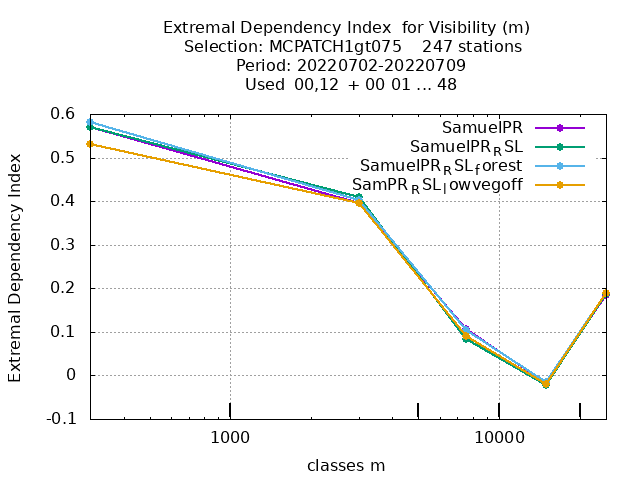 Extremal Dependency Index  for Visibility (m)
Selection: MCPATCH1gt075    247 stations
Period: 20220702-20220709
Used  00,12  + 00 01 ... 48
SamuelPR
SamuelPR_RSL
SamuelPR_RSL_forest
SamPR_RSL_lowvegoff
Extremal Dependency Index
0.6
0.5
0.4
0.3
0.2
0.1
0
-0.1
1000 10000
classes m